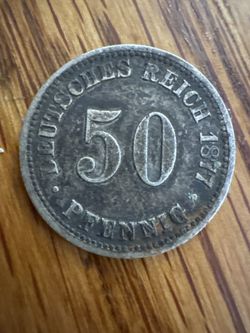 DEUTSCHES REICH 1877
50
· PFENNIG ·